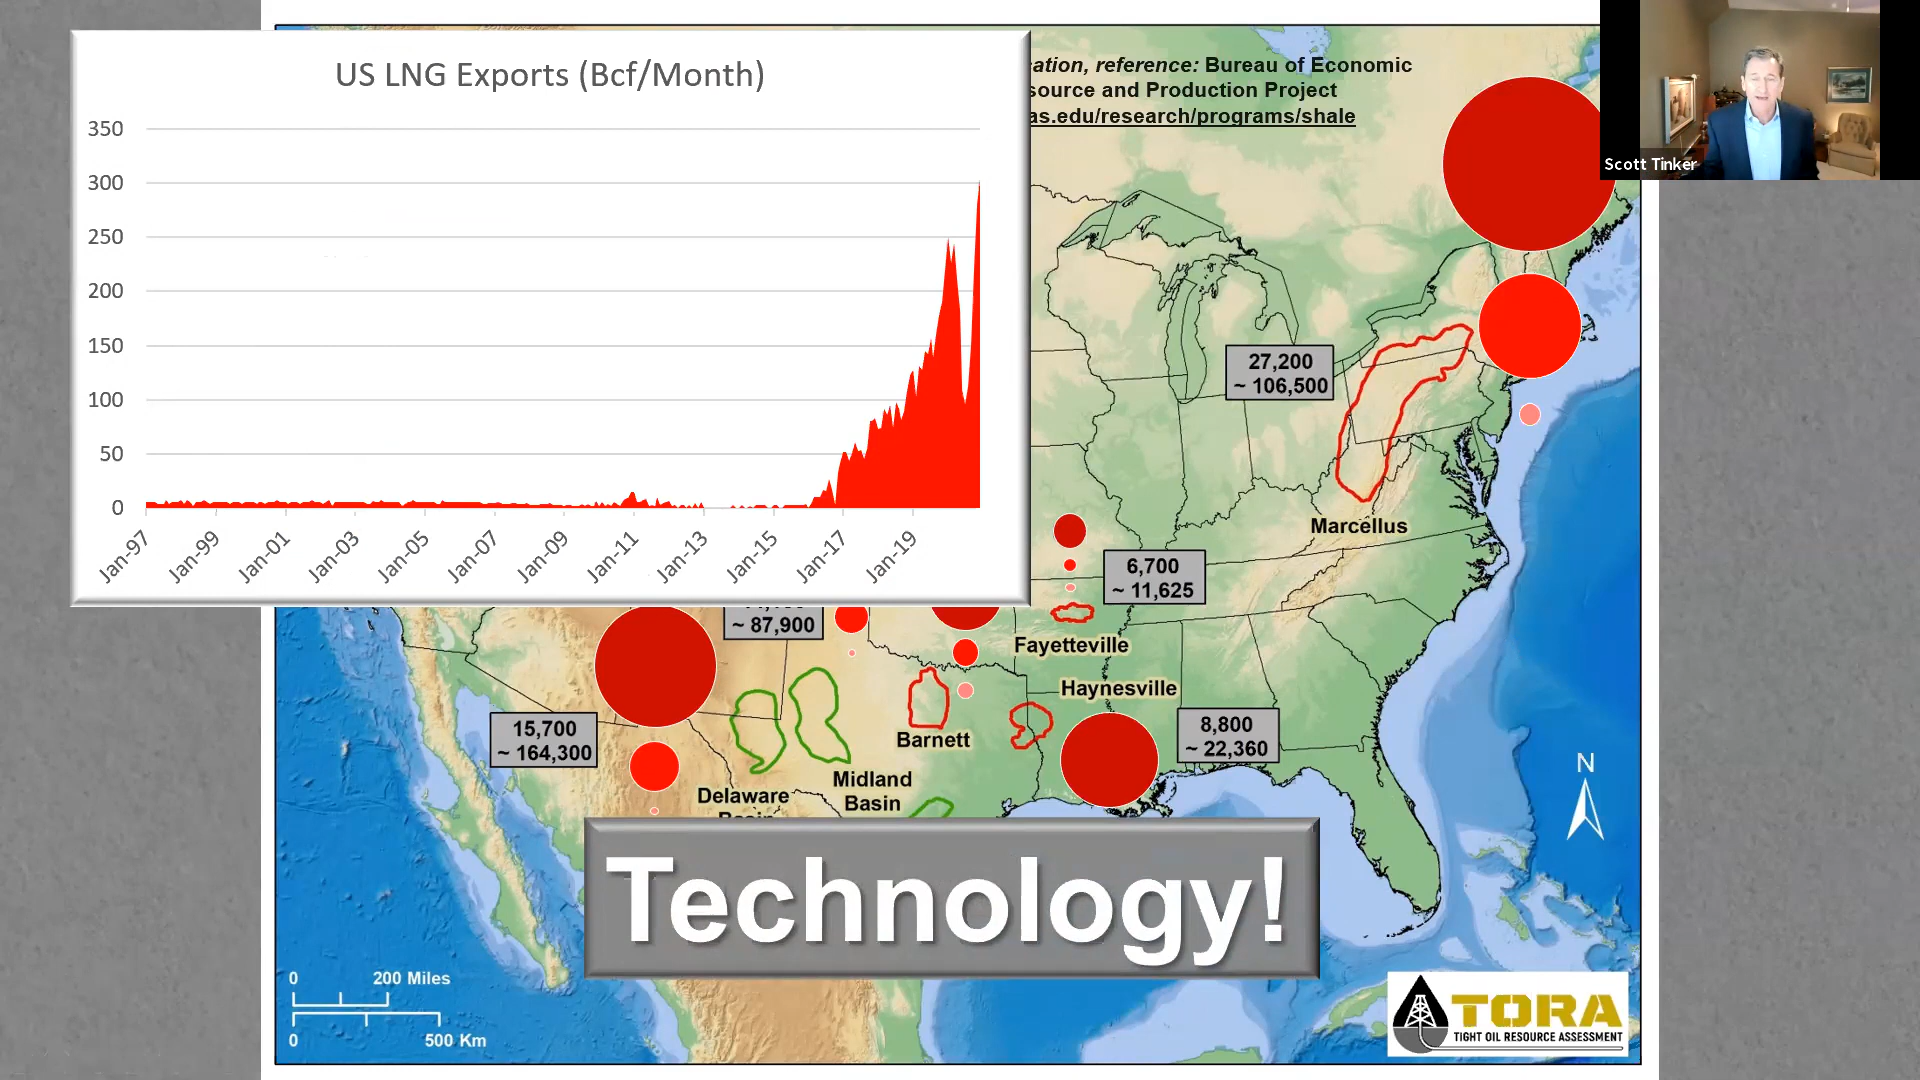 US LNG Exports (Bcf/Month)
350
300
250
200
150
100
50
0
Jan-97
Jan-99
Jan-01
Jan-03
Jan-05
Jan-07
Jan-09
Jan-11
Jan-13
Jan-15
Jan-17
Jan-19
reference: Bureau of Economic
and Production Project
as.edu/research/programs/shale
Scott Tinker
27,200
~ 106,500
Marcellus
6,700
~ 11,625
Fayetteville
~ 87,900
Haynesville
15,700
~ 164,300
Barnett
8,800
~ 22,360
Midland
Basin
Delaware
N
Technology!
0 200 Miles
0 500 Km
TORA
TIGHT OIL RESOURCE ASSESSMENT